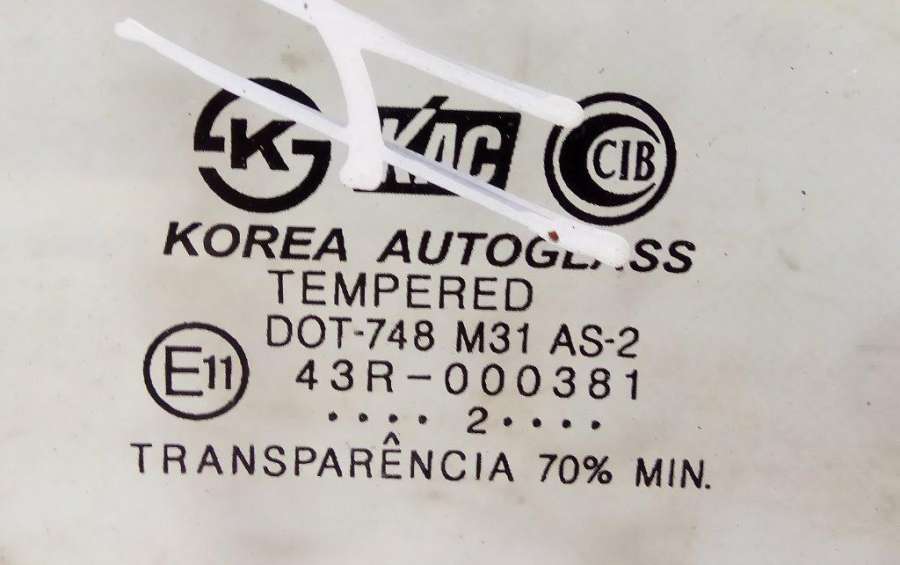 K KAC CIB
KOREA AUTOGLASS
TEMPERED
DOT-748 M31 AS-2
E11 43R-000381
•••• 2••••
TRANSPARÊNCIA 70% MIN.